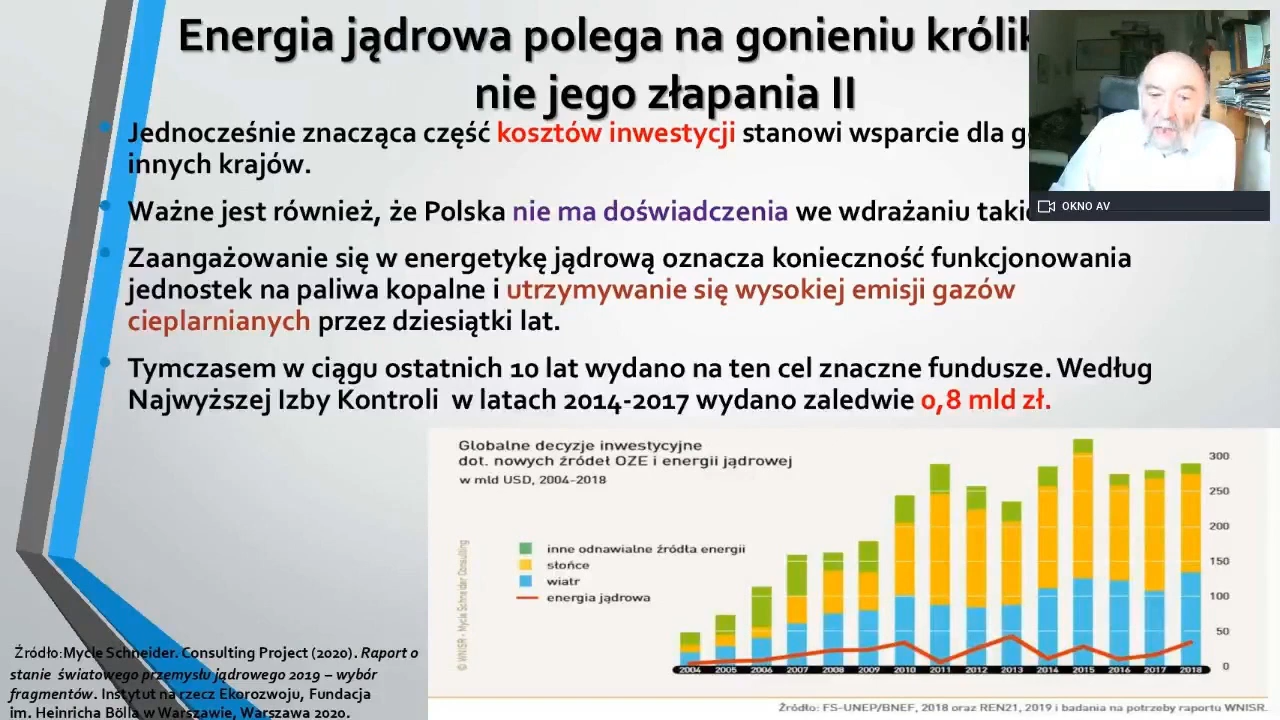 Energia jądrowa polega na gonieniu królik
nie jego złapania II
Jednocześnie znacząca część kosztów inwestycji stanowi wsparcie dla
innych krajów.
Ważne jest również, że Polska nie ma doświadczenia we wdrażaniu
Zaangażowanie się w energetykę jądrową oznacza konieczność funkcjonowania
jednostek na paliwa kopalne i utrzymywanie się wysokiej emisji gazów
cieplarnianych przez dziesiątki lat.
Tymczasem w ciągu ostatnich 10 lat wydano na ten cel znaczne fundusze. Według
Najwyższej Izby Kontroli w latach 2014-2017 wydano zaledwie 0,8 mld zł.
OKNO AV
Globalne decyzje inwestycyjne
dot. nowych źródeł OZE i energii jądrowej
w mld USD, 2004-2018
inne odnawialne źródła energii
słońce
wiatr
energia jądrowa
© WNISR - Mycle Schneider Consulting
300
250
200
150
100
50
0
2004 2005 2006 2007 2008 2009 2010 2011 2012 2013 2014 2015 2016 2017 2018
Źródło: FS-UNEP/BNEF, 2018 oraz REN21, 2019 i badania na potrzeby raportu WNISR.
Źródło:Mycle Schneider. Consulting Project (2020). Raport o
stanie światowego przemysłu jądrowego 2019 – wybór
fragmentów. Instytut na rzecz Ekorozwoju, Fundacja
im. Heinricha Bölla w Warszawie, Warszawa 2020.